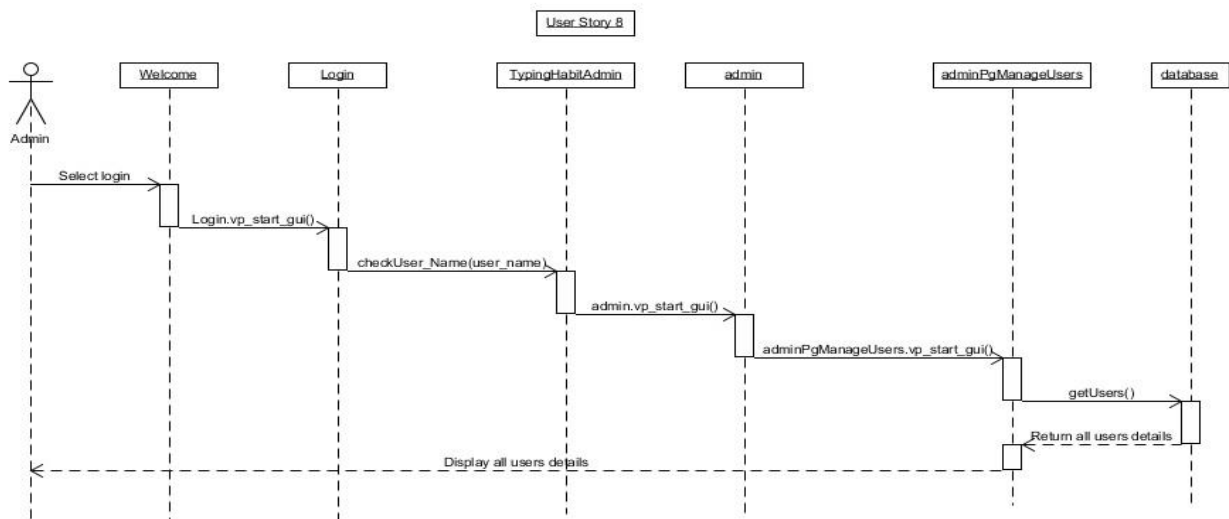 User Story 8
Welcome
Login
TypingHabitAdmin
admin
adminPgManageUsers
database
Admin
Select login
Login.vp_start_gui()
checkUser_Name(user_name)
admin.vp_start_gui()
adminPgManageUsers.vp_start_gui()
getUsers()
Return all users details
Display all users details